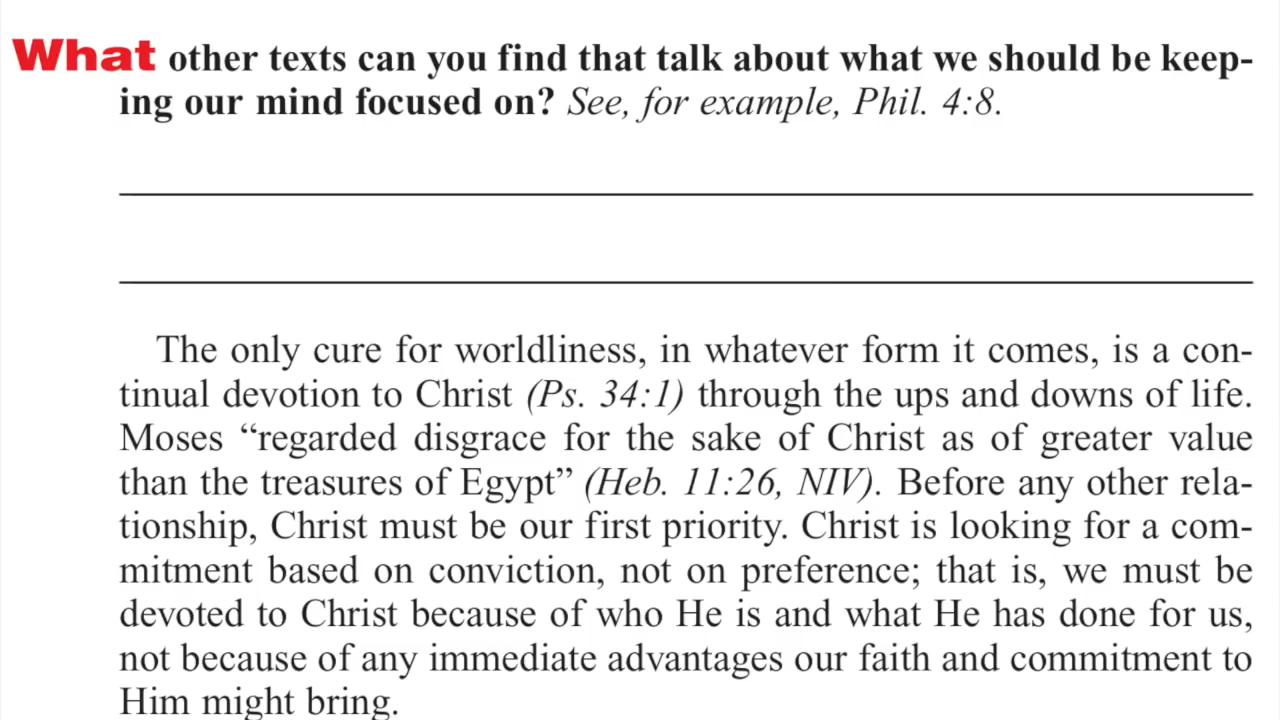 What other texts can you find that talk about what we should be keep-
ing our mind focused on? See, for example, Phil. 4:8.
The only cure for worldliness, in whatever form it comes, is a con-
tinual devotion to Christ (Ps. 34:1) through the ups and downs of life.
Moses “regarded disgrace for the sake of Christ as of greater value
than the treasures of Egypt” (Heb. 11:26, NIV). Before any other rela-
tionship, Christ must be our first priority. Christ is looking for a com-
mitment based on conviction, not on preference; that is, we must be
devoted to Christ because of who He is and what He has done for us,
not because of any immediate advantages our faith and commitment to
Him might bring.